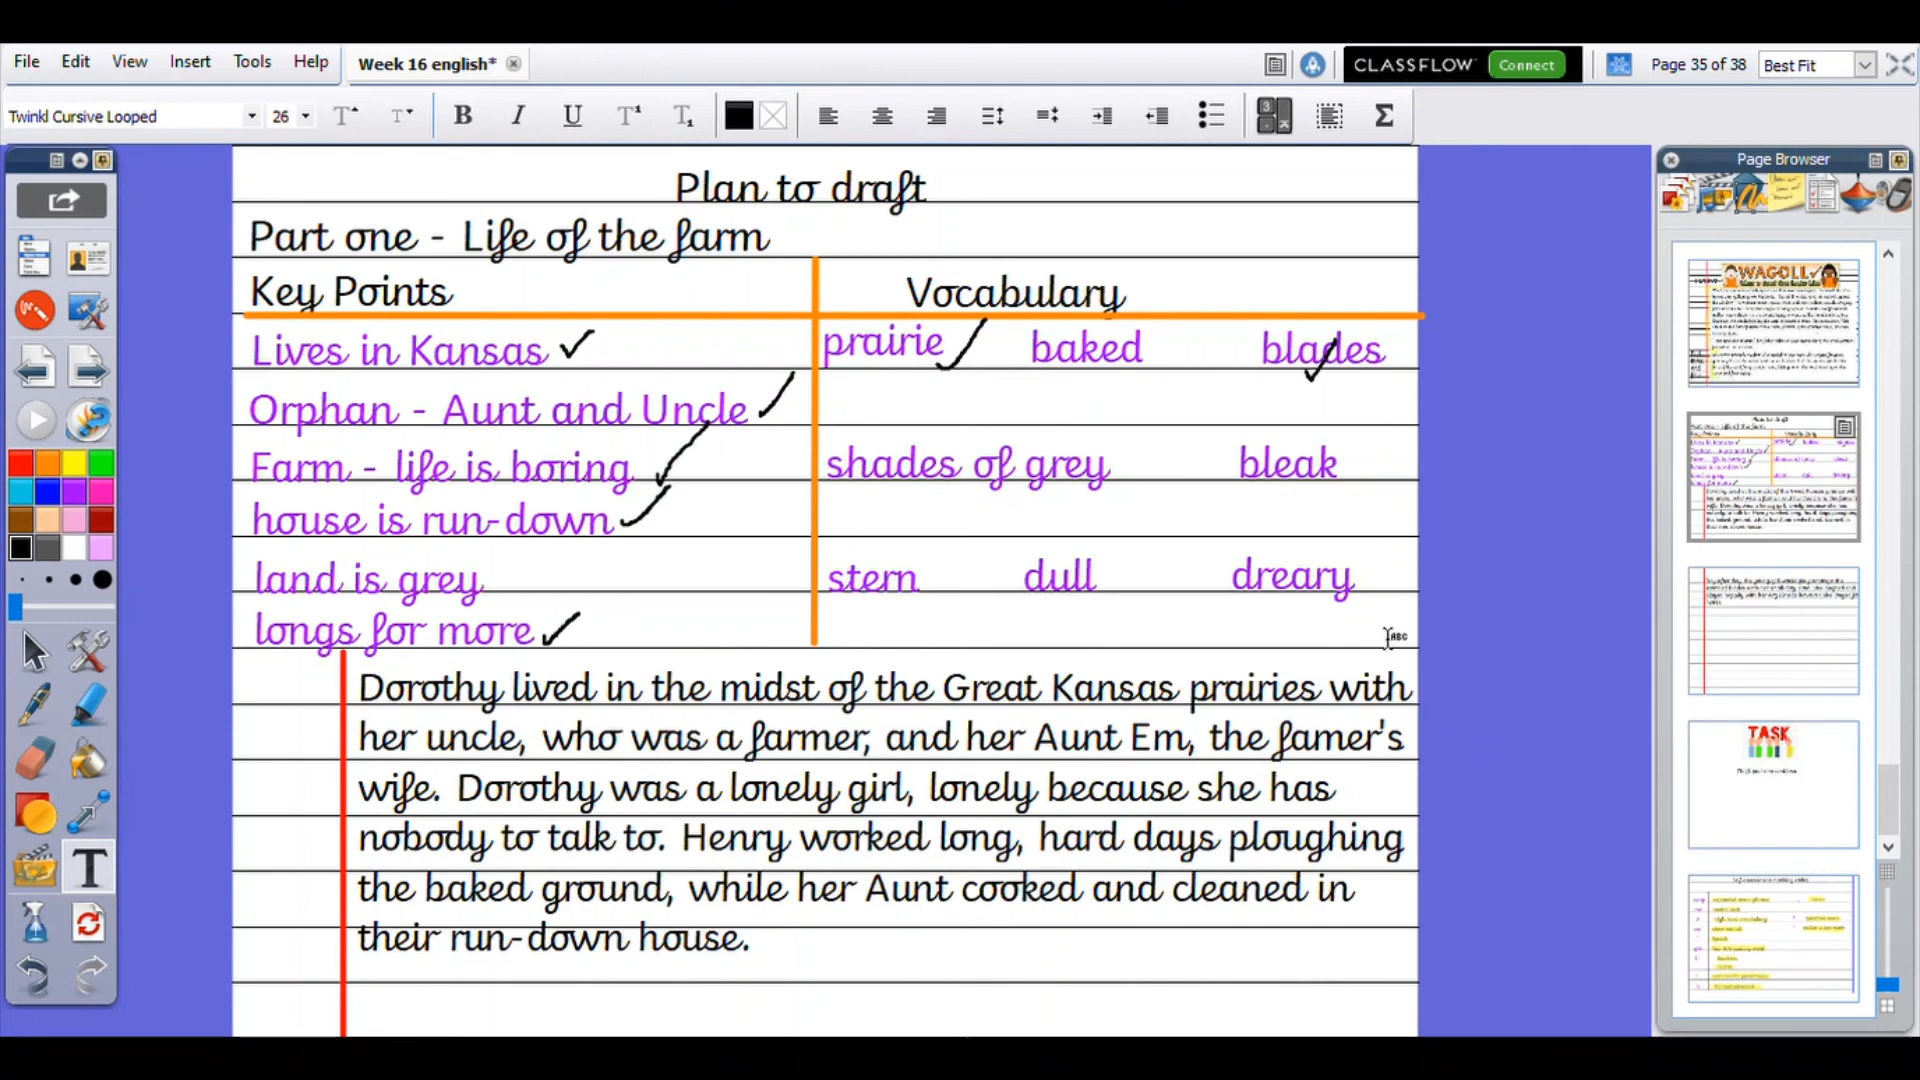 File Edit View Insert Tools Help
Week 16 english*
CLASSFLOW Connect
Page 35 of 38
Best Fit
Twinkl Cursive Looped 26
Page Browser
Plan to draft
Part one - Life of the farm
Key Points Vocabulary
Lives in Kansas prairie baked blades
Orphan - Aunt and Uncle
Farm - life is boring shades of grey bleak
house is run-down
land is grey stern dull dreary
longs for more
ABC
Dorothy lived in the midst of the Great Kansas prairies with
her uncle, who was a farmer, and her Aunt Em, the famer's
wife. Dorothy was a lonely girl, lonely because she has
nobody to talk to. Henry worked long, hard days ploughing
the baked ground, while her Aunt cooked and cleaned in
their run-down house.
WAGOLL
TASK